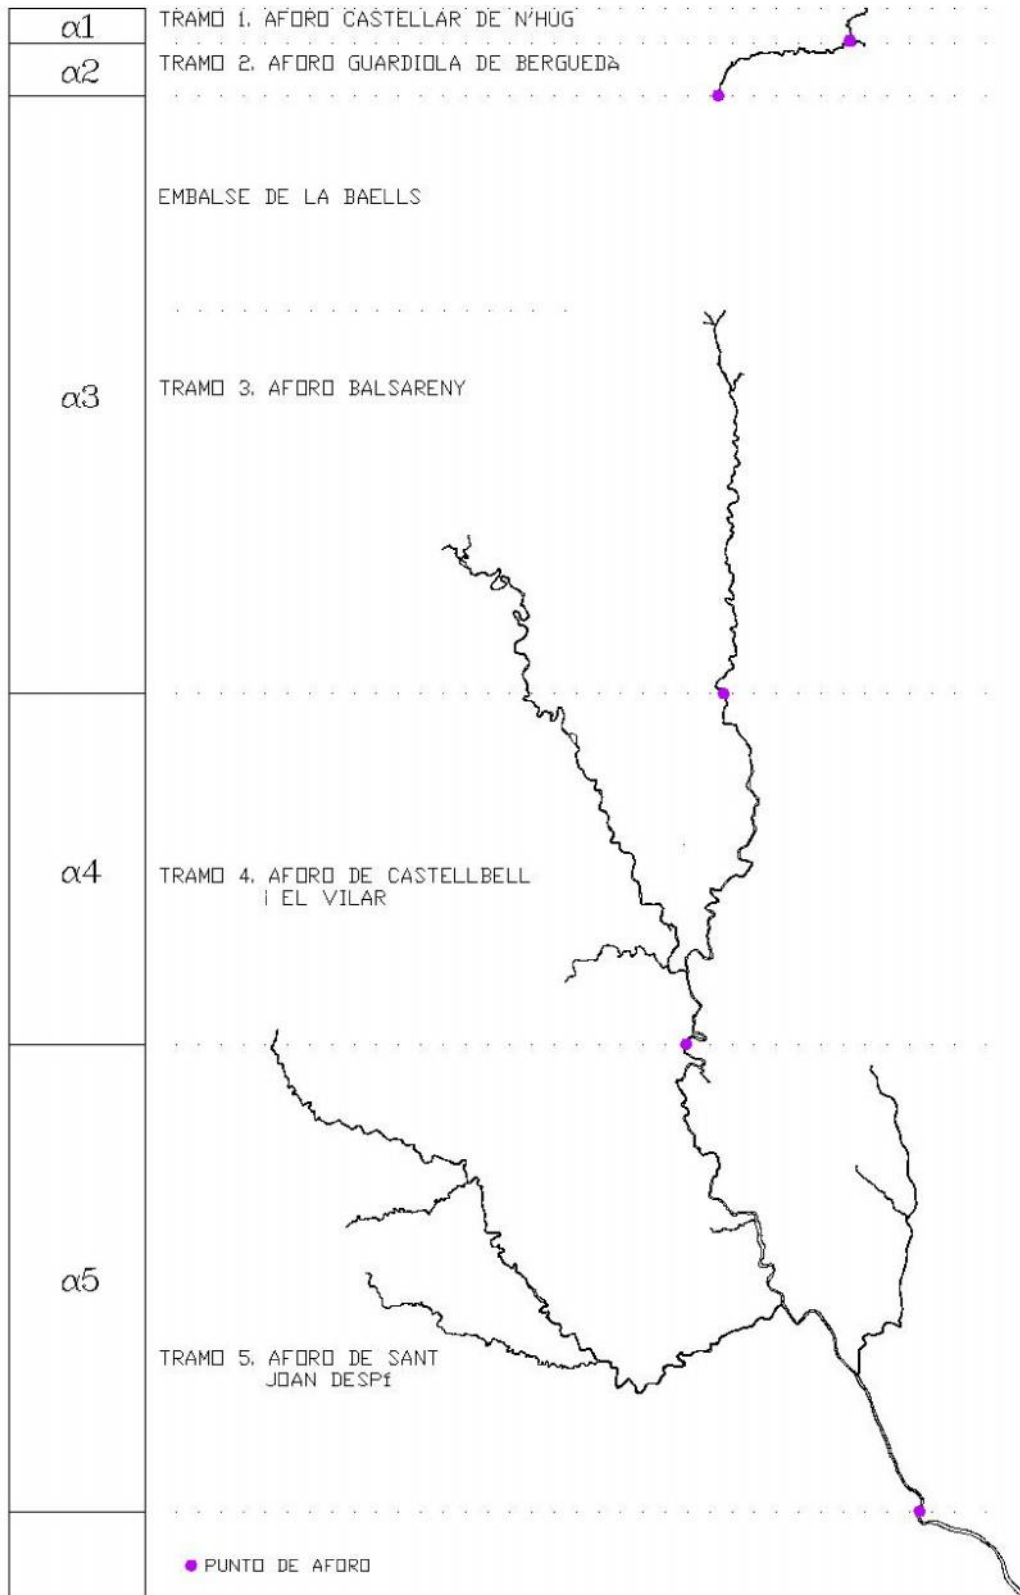 α1
TRAMO 1. AFORO CASTELLAR DE N'HUG
α2
TRAMO 2. AFORO GUARDIOLA DE BERGUEDà
EMBALSE DE LA BAELLS
α3
TRAMO 3. AFORO BALSARENY
α4
TRAMO 4. AFORO DE CASTELLBELL
i EL VILAR
α5
TRAMO 5. AFORO DE SANT
JOAN DESPí
PUNTO DE AFORO